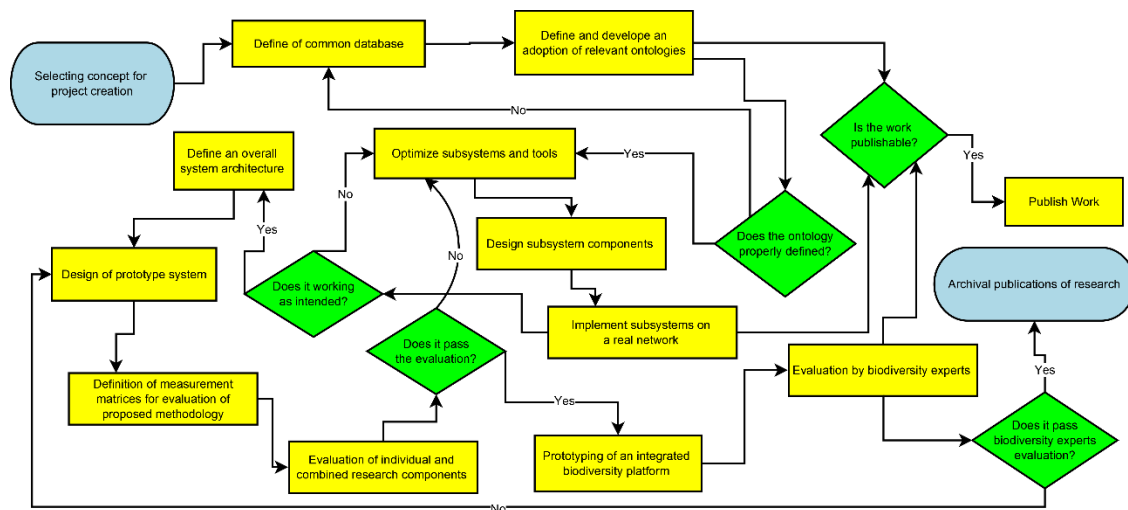 Selecting concept for
project creation
Define of common database
Define and develope an
adoption of relevant ontologies
No
Is the work
publishable?
Yes
Publish Work
Define an overall
system architecture
Optimize subsystems and tools
Yes
No
Yes
Design subsystem components
Does the ontology
properly defined?
Design of prototype system
No
Does it working
as intended?
Archival publications of research
Implement subsystems on
a real network
Does it pass
the evaluation?
Evaluation by biodiversity experts
Yes
Definition of measurement
matrices for evaluation of
proposed methodology
Yes
Does it pass
biodiversity experts
evaluation?
Evaluation of individual and
combined research components
Prototyping of an integrated
biodiversity platform
No